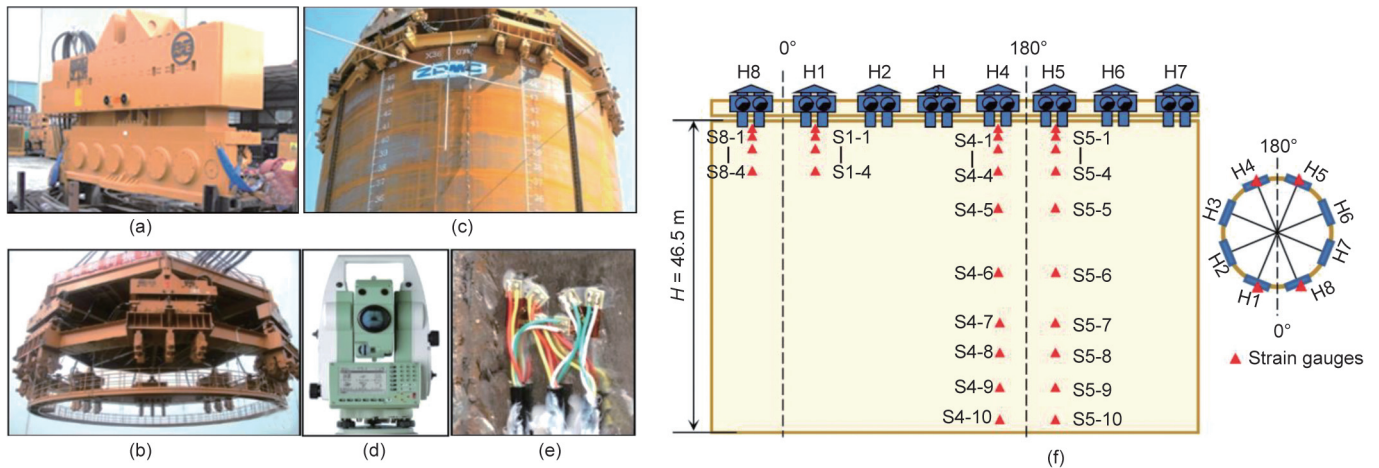 (a)
(b)
ZPMC
(c)
(d)
(e)
0°
180°
H8 H1 H2 H H4 H5 H6 H7
S8-1 S1-1 S4-1 S5-1
S8-4 S1-4 S4-4 S5-4
S4-5 S5-5
S4-6 S5-6
S4-7 S5-7
S4-8 S5-8
S4-9 S5-9
S4-10 S5-10
H = 46.5 m
180°
H4 H5
H3 H6
H2 H7
H1 H8
0°
Strain gauges
(f)